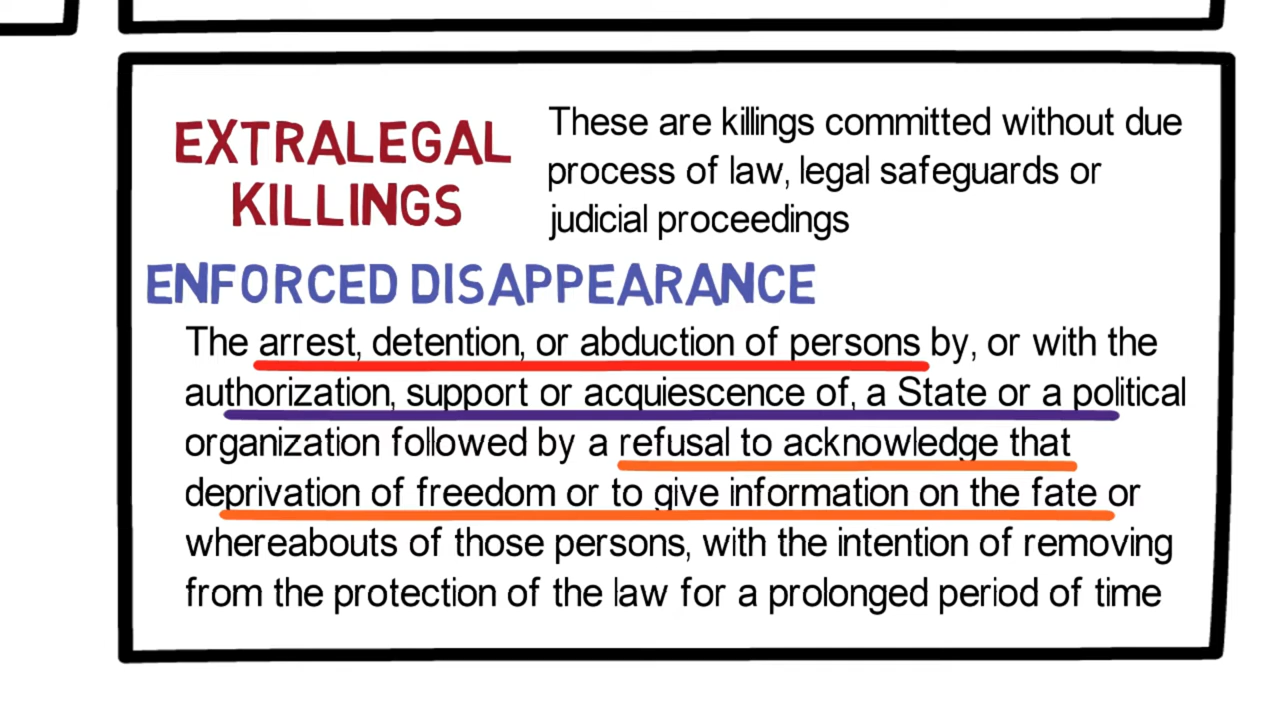 EXTRALEGAL
KILLINGS
These are killings committed without due
process of law, legal safeguards or
judicial proceedings
ENFORCED DISAPPEARANCE
The arrest, detention, or abduction of persons by, or with the
authorization, support or acquiescence of, a State or a political
organization followed by a refusal to acknowledge that
deprivation of freedom or to give information on the fate or
whereabouts of those persons, with the intention of removing
from the protection of the law for a prolonged period of time